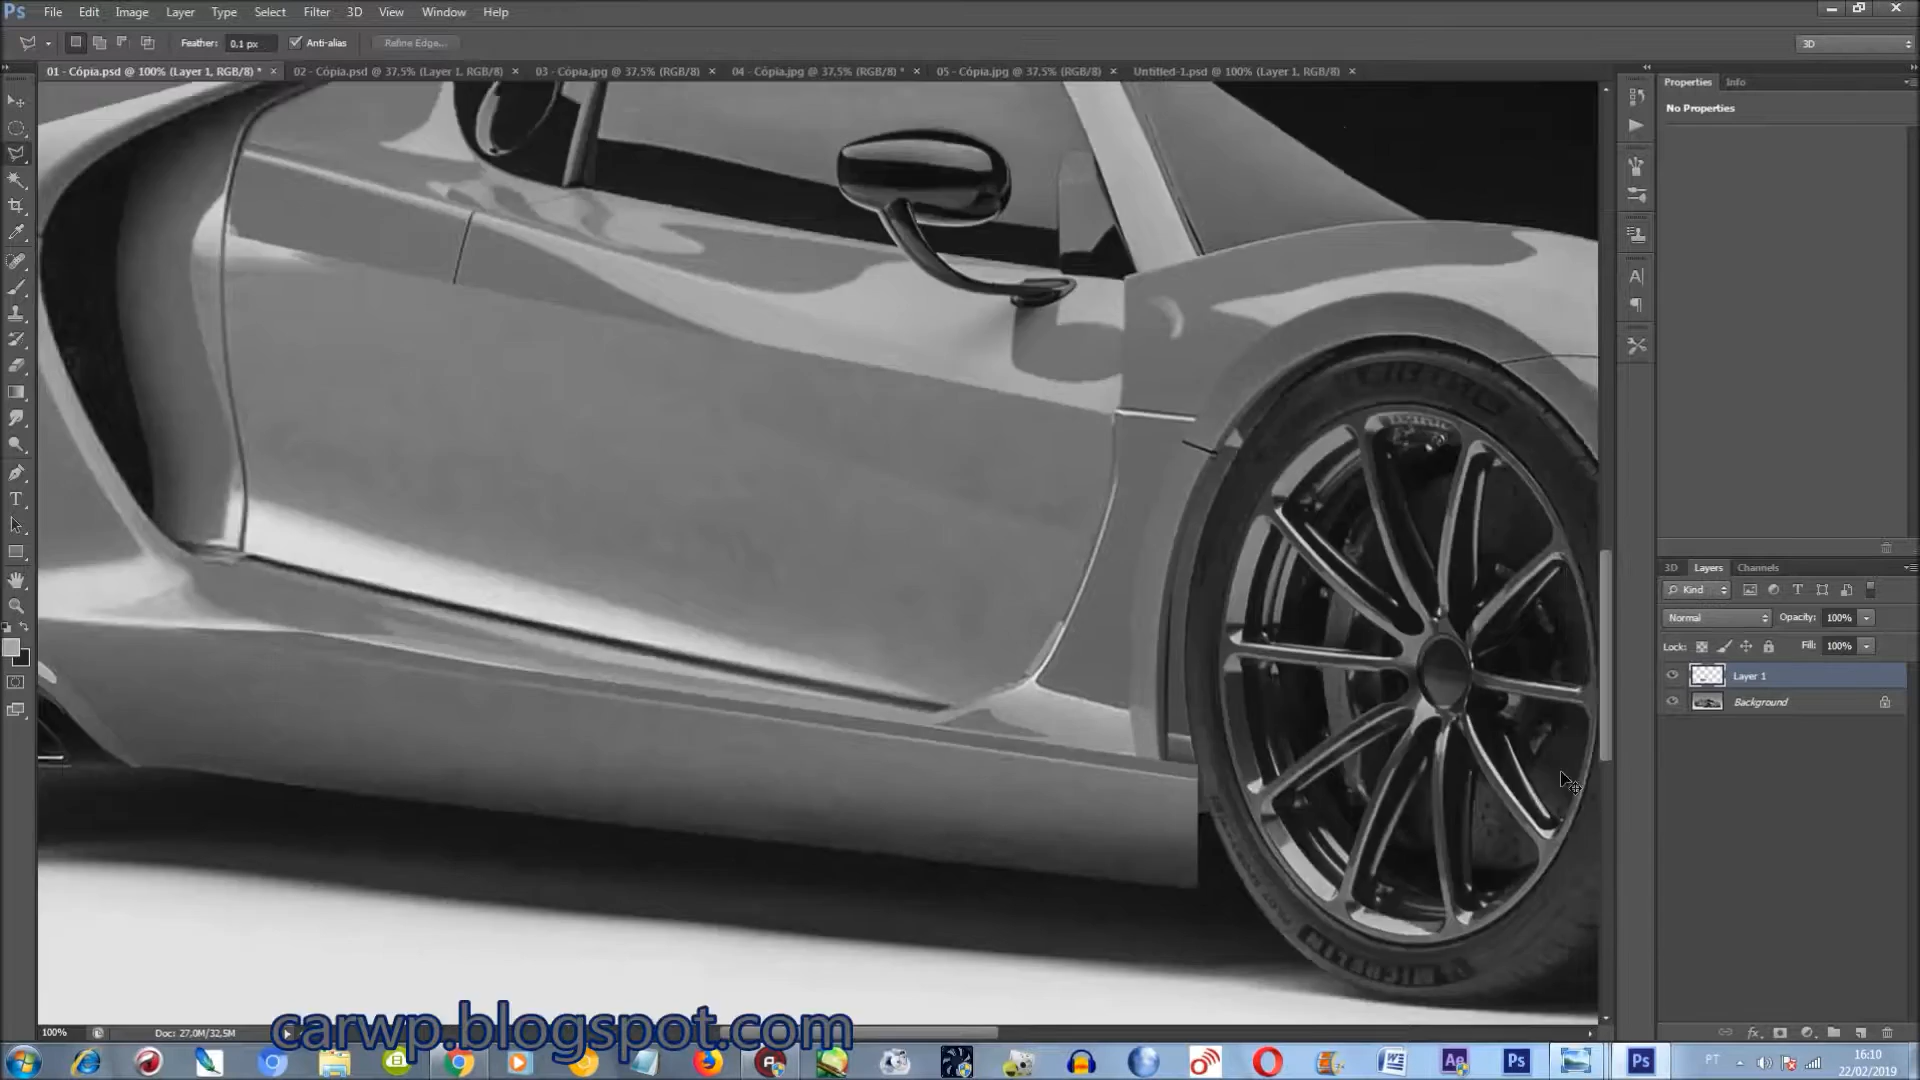 Ps File Edit Image Layer Type Select Filter 3D View Window Help
Feather: 0,1 px Anti-alias Refine Edge... 3D
01 - Cópia.psd @ 100% (Layer 1, RGB/8) * × 02 - Cópia.psd @ 37,5% (Layer 1, RGB/8) × 03 - Cópia.jpg @ 37,5% (RGB/8) × 04 - Cópia.jpg @ 37,5% (RGB/8) * × 05 - Cópia.jpg @ 37,5% (RGB/8) × Untitled-1.psd @ 100% (Layer 1, RGB/8) ×
Properties Info
No Properties
3D Layers Channels
Kind
Normal Opacity: 100%
Lock: Fill: 100%
Layer 1
Background
MICHELIN
100% Doc: 27,0M/32,5M
carwp.blogspot.com
PT
16:10
22/02/2019